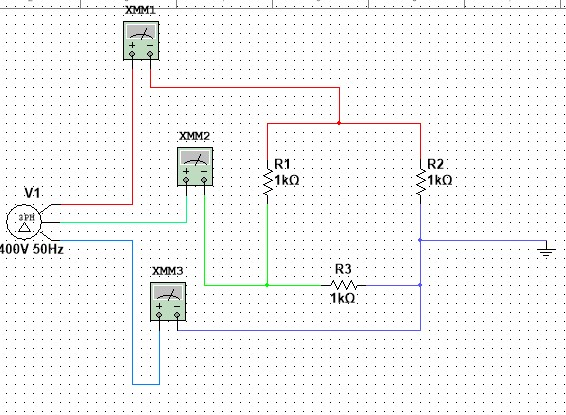 XMM1
XMM2
R1
1kΩ
R2
1kΩ
V1
3PH
400V 50Hz
XMM3
R3
1kΩ